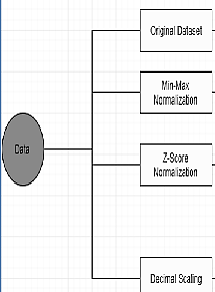 Original Dataset
Min-Max
Normalization
Data
Z-Score
Normalization
Decimal Scaling